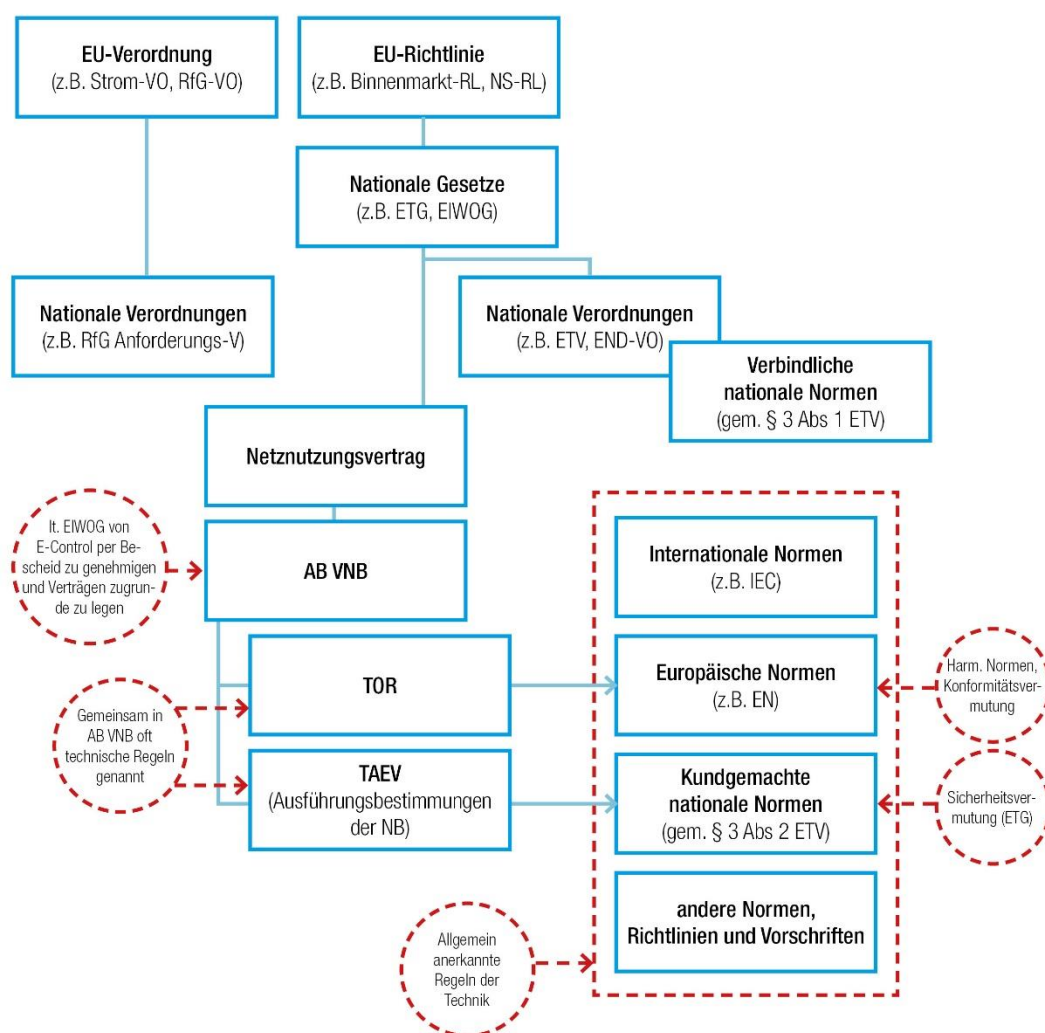 EU-Verordnung
(z.B. Strom-VO, RfG-VO)
EU-Richtlinie
(z.B. Binnenmarkt-RL, NS-RL)
Nationale Gesetze
(z.B. ETG, ElWOG)
Nationale Verordnungen
(z.B. RfG Anforderungs-V)
Nationale Verordnungen
(z.B. ETV, END-VO)
Verbindliche
nationale Normen
(gem. § 3 Abs 1 ETV)
Netznutzungsvertrag
lt. ElWOG von
E-Control per Be-
scheid zu genehmigen
und Verträgen zugrun-
de zu legen
AB VNB
Internationale Normen
(z.B. IEC)
TOR
Europäische Normen
(z.B. EN)
Harm. Normen,
Konformitätsver-
mutung
Gemeinsam in
AB VNB oft
technische Regeln
genannt
TAEV
(Ausführungsbestimmungen
der NB)
Kundgemachte
nationale Normen
(gem. § 3 Abs 2 ETV)
Sicherheitsver-
mutung (ETG)
andere Normen,
Richtlinien und Vorschriften
Allgemein
anerkannte
Regeln der
Technik